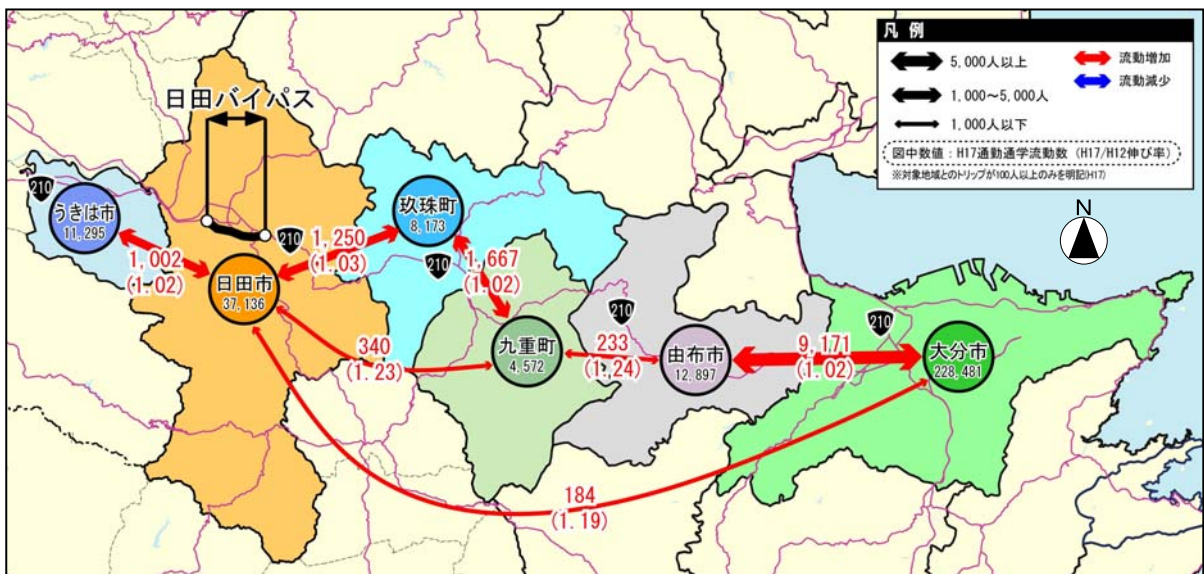 凡 例
5,000人以上
1,000～5,000人
1,000人以下
流動増加
流動減少
図中数値：H17通勤通学流動数（H17/H12伸び率）
※対象地域とのトリップが100人以上のみを明記(H17)
N
日田バイパス
210
うきは市
11,295
1,002
(1.02)
日田市
37,136
210
1,250
(1.03)
玖珠町
8,173
210
1,667
(1.02)
340
(1.23)
九重町
4,572
210
233
(1.24)
由布市
12,897
210
9,171
(1.02)
大分市
228,481
184
(1.19)